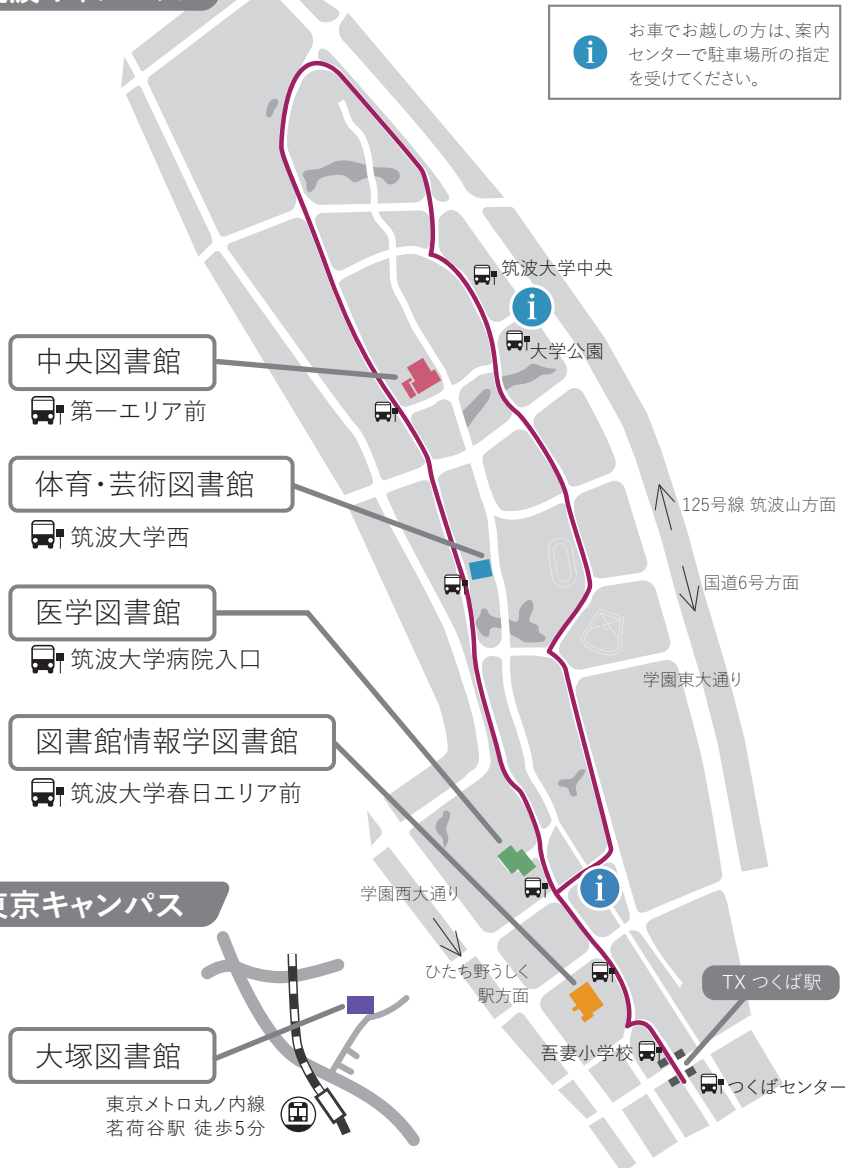 お車でお越しの方は、案内
センターで駐車場所の指定
を受けてください。
筑波大学中央
大学公園
中央図書館
第一エリア前
体育・芸術図書館
筑波大学西
125号線 筑波山方面
国道6号方面
医学図書館
筑波大学病院入口
学園東大通り
図書館情報学図書館
筑波大学春日エリア前
学園西大通り
東京キャンパス
ひたち野うしく
駅方面
TX つくば駅
吾妻小学校
つくばセンター
大塚図書館
東京メトロ丸ノ内線
茗荷谷駅 徒歩5分